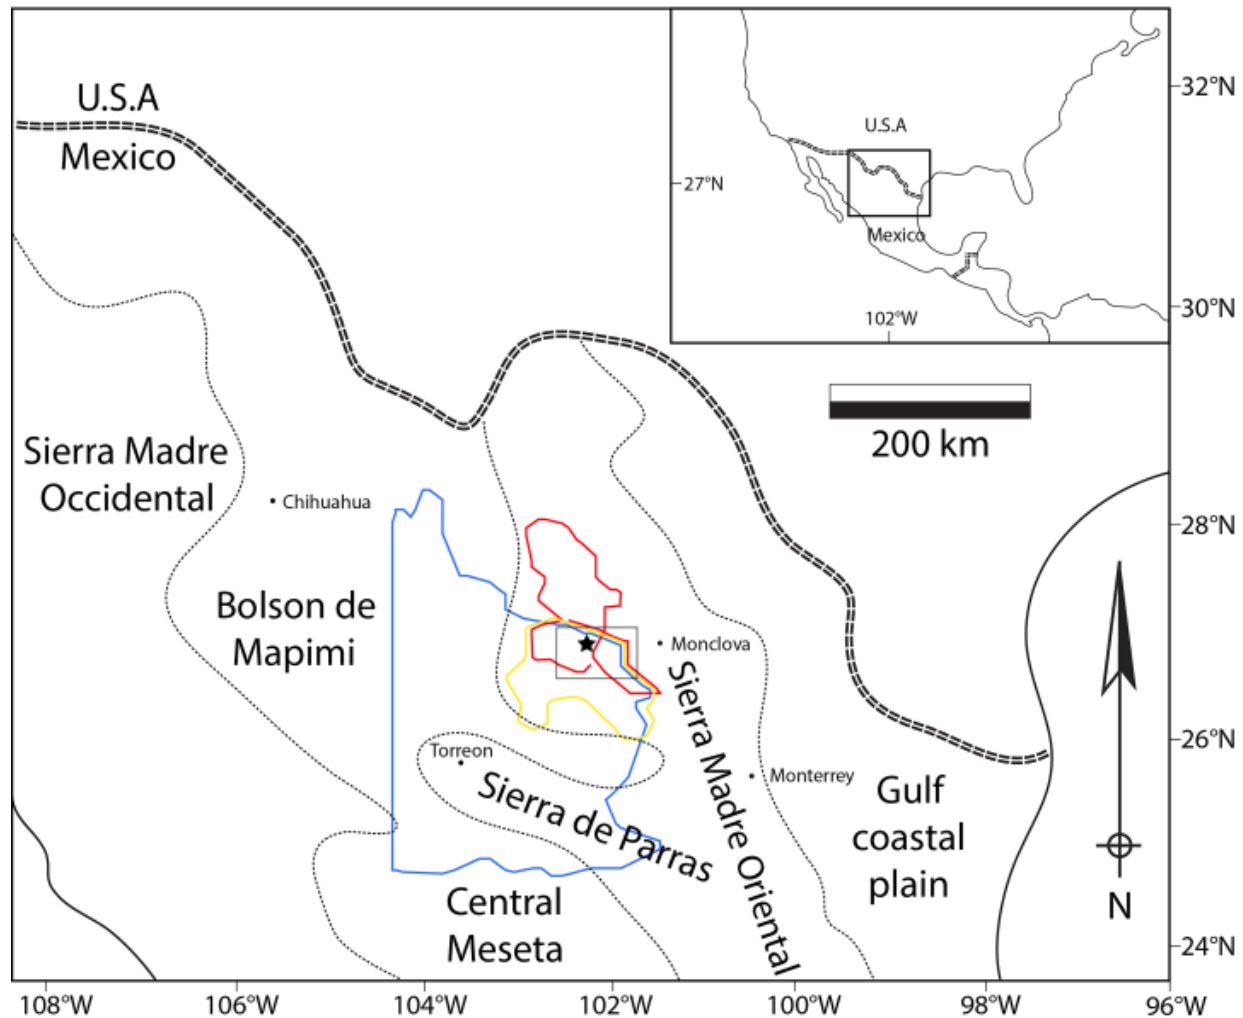 U.S.A
Mexico
U.S.A
27°N
Mexico
102°W
32°N
30°N
200 km
Sierra Madre
Occidental
Chihuahua
28°N
Bolson de
Mapimi
Monclova
Sierra Madre Oriental
26°N
Torreon
Sierra de Parras
Monterrey
Gulf
coastal
plain
Central
Meseta
N
24°N
108°W
106°W
104°W
102°W
100°W
98°W
96°W